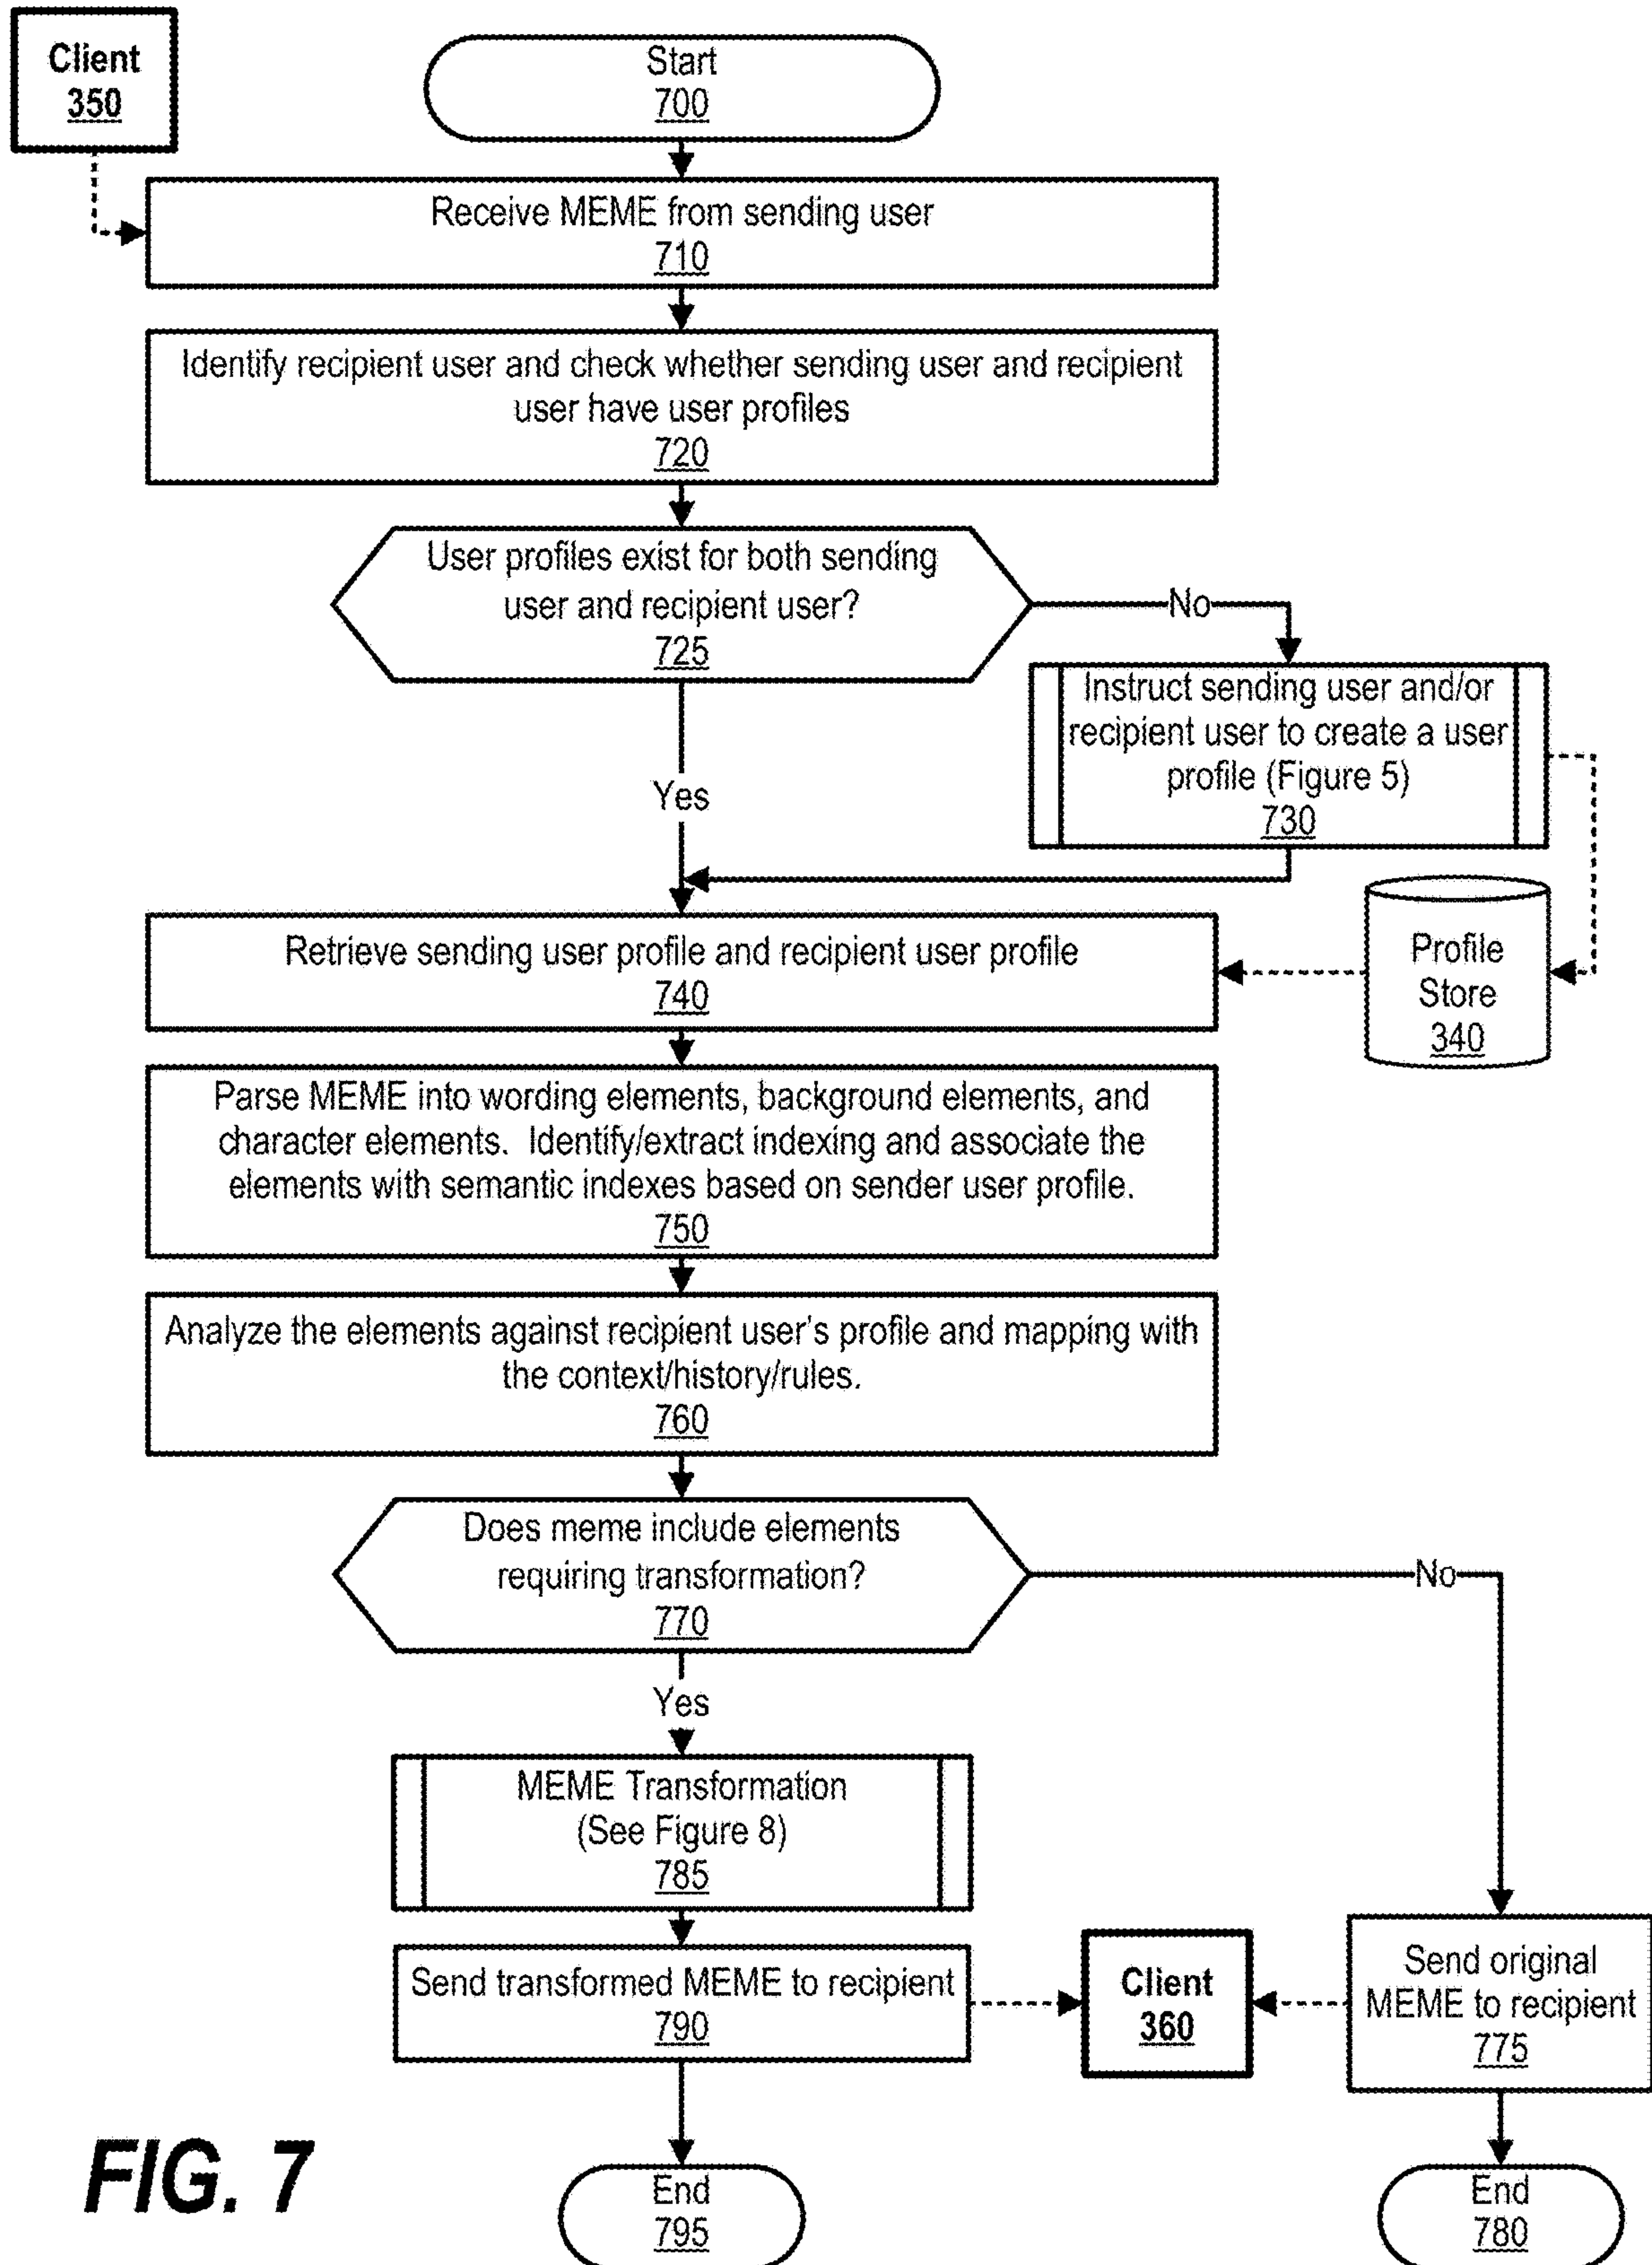 Client
350
Start
700
Receive MEME from sending user
710
Identify recipient user and check whether sending user and recipient
user have user profiles
720
User profiles exist for both sending
user and recipient user?
725
No
Instruct sending user and/or
recipient user to create a user
profile (Figure 5)
730
Yes
Retrieve sending user profile and recipient user profile
740
Profile
Store
340
Parse MEME into wording elements, background elements, and
character elements. Identify/extract indexing and associate the
elements with semantic indexes based on sender user profile.
750
Analyze the elements against recipient user's profile and mapping with
the context/history/rules.
760
Does meme include elements
requiring transformation?
770
No
Yes
MEME Transformation
(See Figure 8)
785
Send transformed MEME to recipient
790
Client
360
Send original
MEME to recipient
775
End
795
End
780
FIG. 7